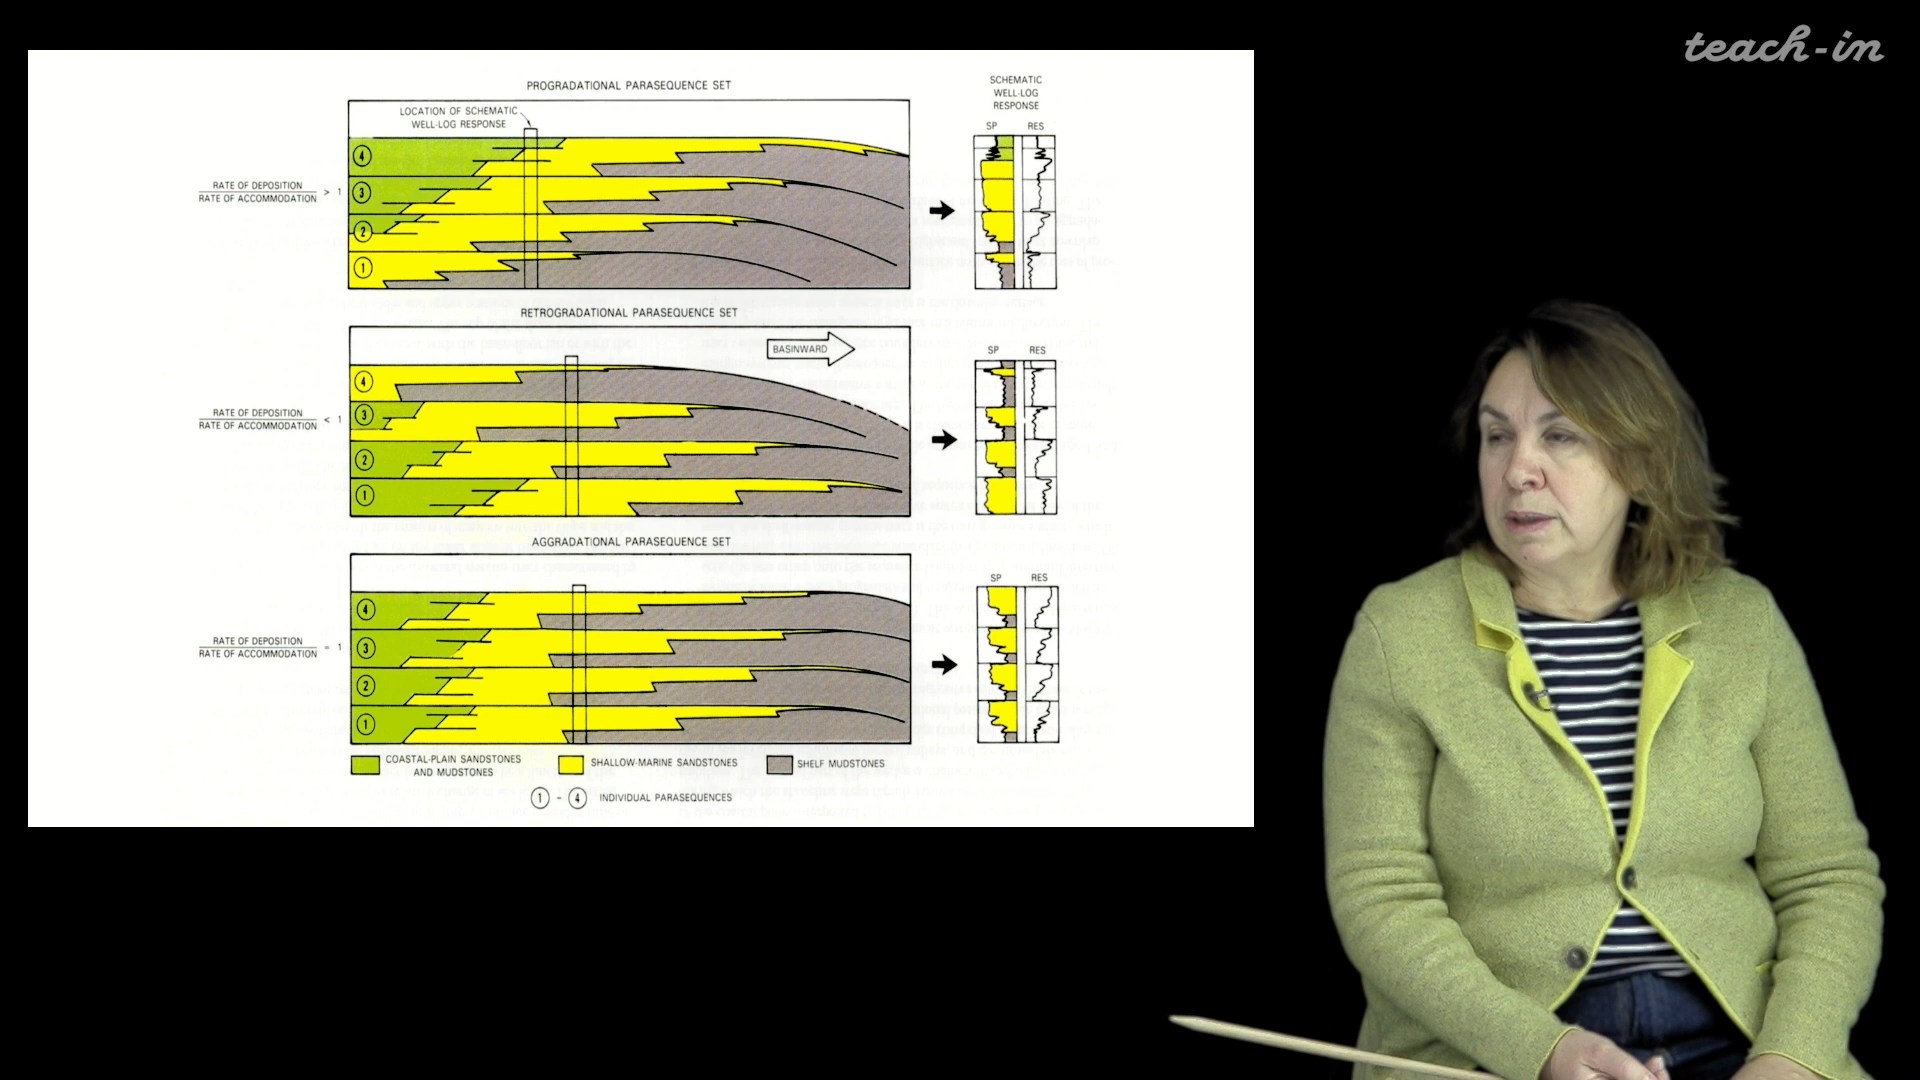 teach-in
PROGRADATIONAL PARASEQUENCE SET
SCHEMATIC
WELL-LOG
RESPONSE
LOCATION OF SCHEMATIC
WELL-LOG RESPONSE
SP RES
4
3
2
1
RATE OF DEPOSITION
RATE OF ACCOMMODATION > 1
RETROGRADATIONAL PARASEQUENCE SET
BASINWARD
SP RES
4
3
2
1
RATE OF DEPOSITION
RATE OF ACCOMMODATION < 1
AGGRADATIONAL PARASEQUENCE SET
SP RES
4
3
2
1
RATE OF DEPOSITION
RATE OF ACCOMMODATION = 1
COASTAL-PLAIN SANDSTONES
AND MUDSTONES
SHALLOW-MARINE SANDSTONES
SHELF MUDSTONES
1 - 4 INDIVIDUAL PARASEQUENCES